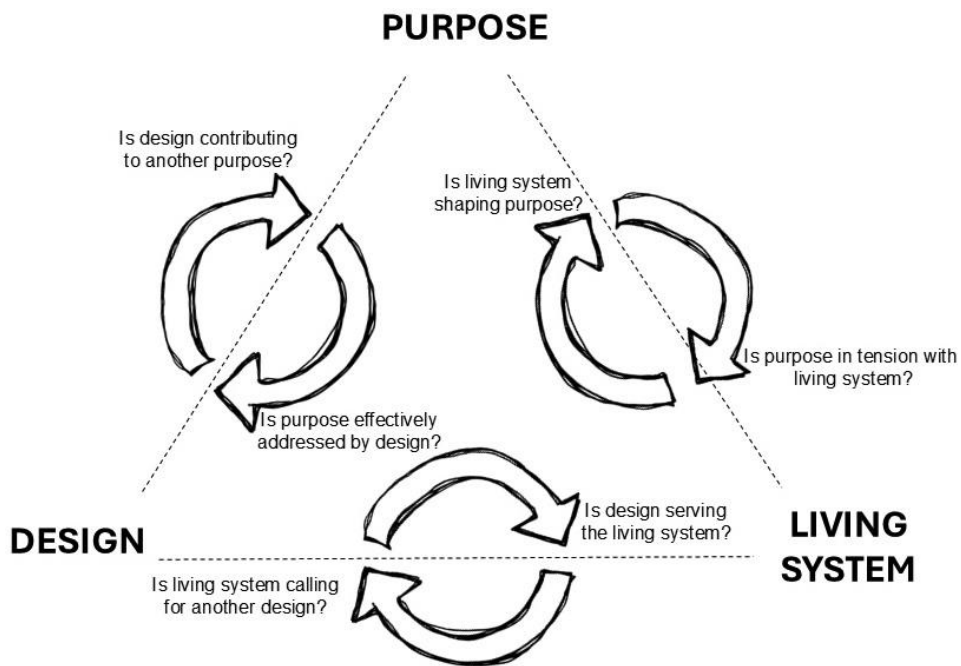 PURPOSE
Is design contributing
to another purpose?
Is living system
shaping purpose?
Is purpose in tension with
living system?
Is purpose effectively
addressed by design?
DESIGN
Is design serving
the living system?
LIVING
SYSTEM
Is living system calling
for another design?